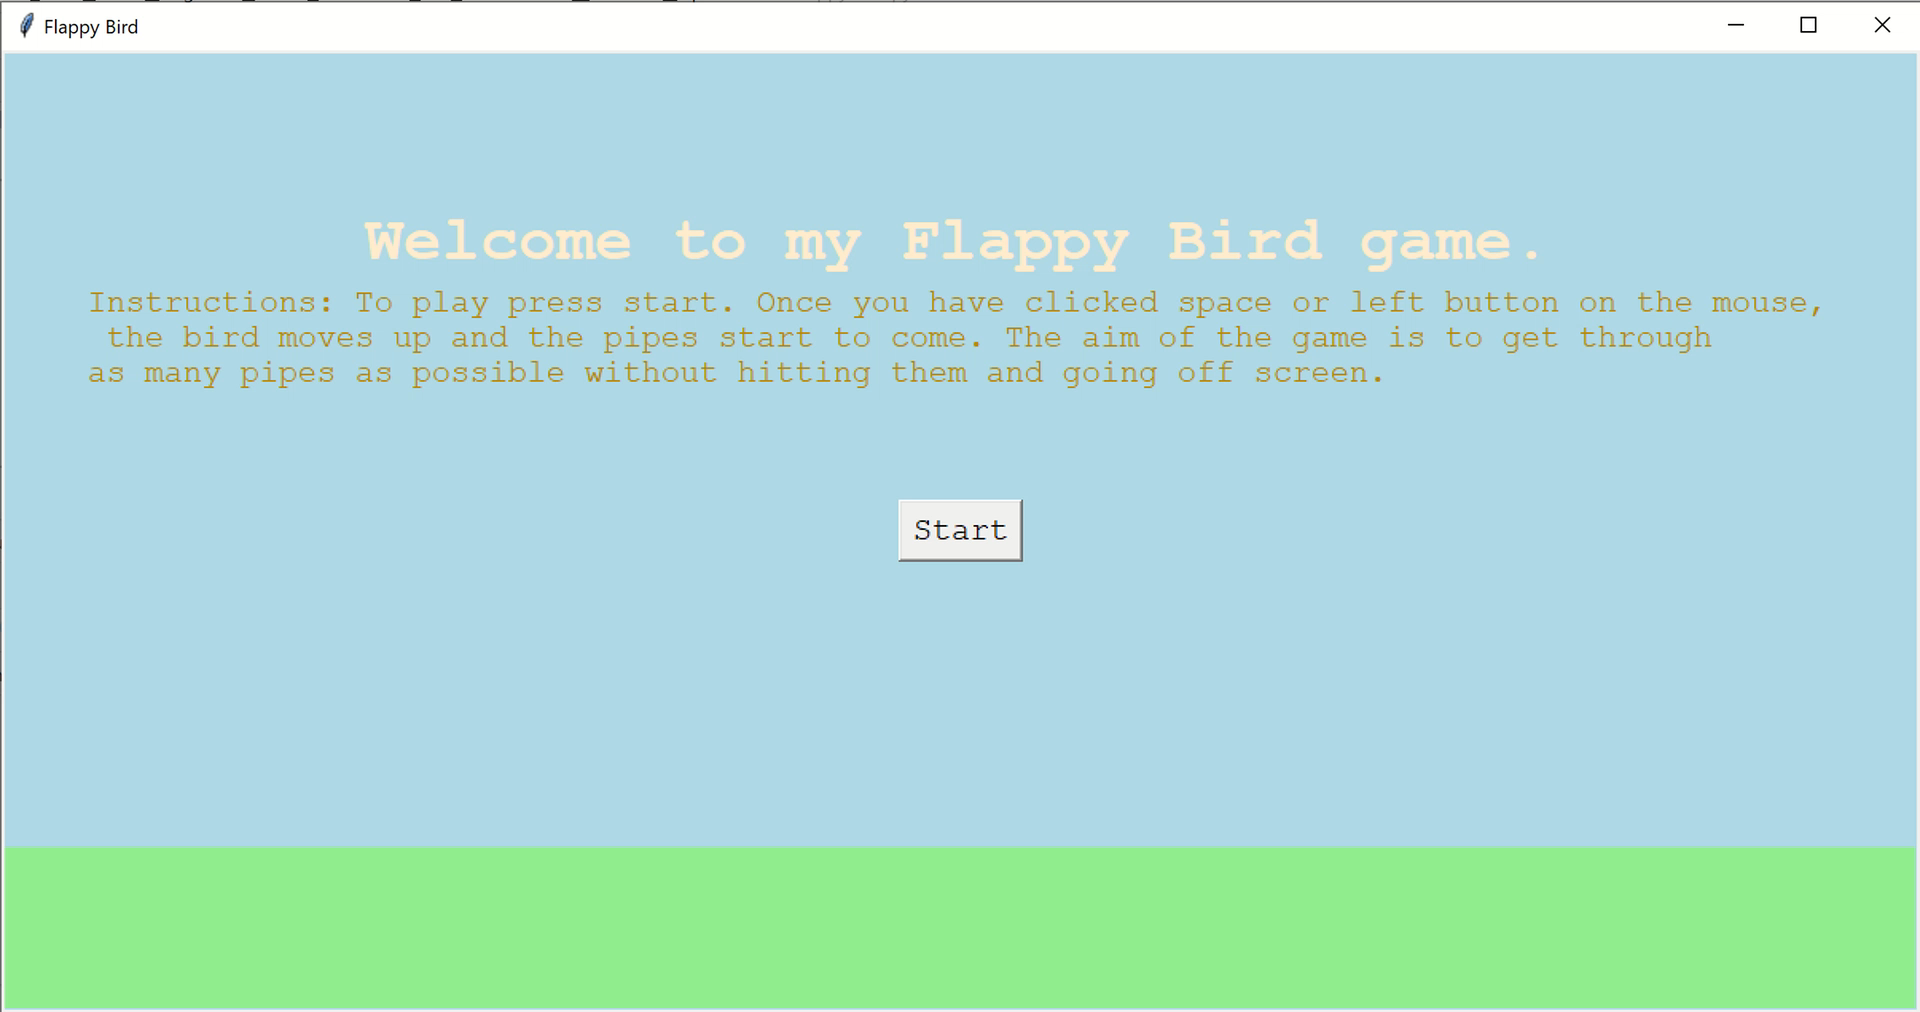 Flappy Bird
Welcome to my Flappy Bird game.
Instructions: To play press start. Once you have clicked space or left button on the mouse,
the bird moves up and the pipes start to come. The aim of the game is to get through
as many pipes as possible without hitting them and going off screen.
Start